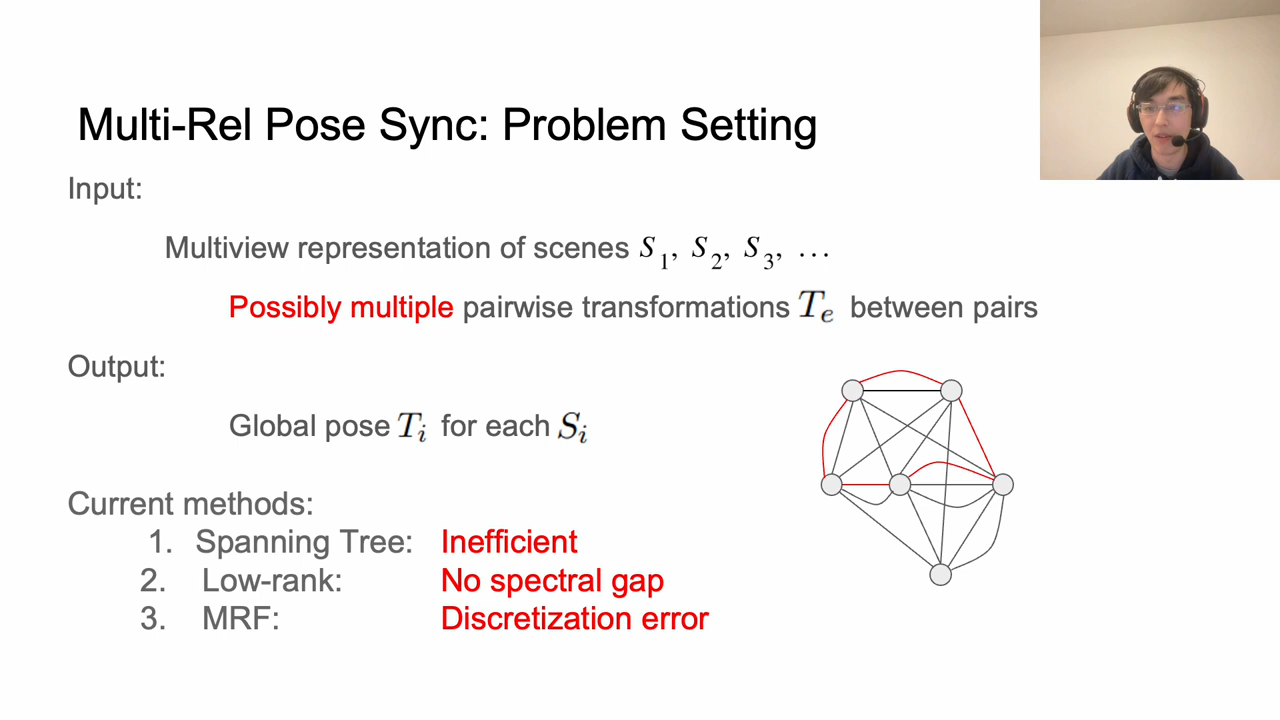 Multi-Rel Pose Sync: Problem Setting
Input:
Multiview representation of scenes S₁, S₂, S₃, ...
Possibly multiple pairwise transformations Tₑ between pairs
Output:
Global pose Tᵢ for each Sᵢ
Current methods:
1. Spanning Tree: Inefficient
2. Low-rank: No spectral gap
3. MRF: Discretization error